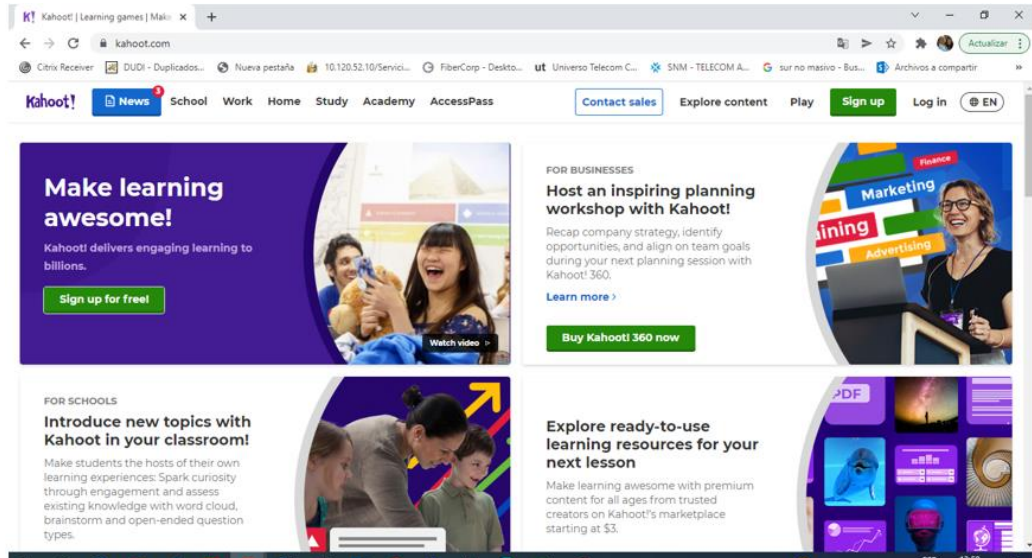 Kahoot! | Learning games | Make
kahoot.com
Actualizar
Citrix Receiver
DUDI - Duplicados...
Nueva pestaña
10.120.52.10/Servici...
FiberCorp - Deskto...
Universo Telecom C...
SNM - TELECOM A...
sur no masivo - Bus...
Archivos a compartir
»
Kahoot!
News
3
School
Work
Home
Study
Academy
AccessPass
Contact sales
Explore content
Play
Sign up
Log in
EN
Make learning
awesome!
Kahoot! delivers engaging learning to
billions.
Sign up for free!
Watch video
FOR BUSINESSES
Host an inspiring planning
workshop with Kahoot!
Recap company strategy, identify
opportunities, and align on team goals
during your next planning session with
Kahoot! 360.
Learn more >
Buy Kahoot! 360 now
Finance
Marketing
aining
Advertising
FOR SCHOOLS
Introduce new topics with
Kahoot in your classroom!
Make students the hosts of their own
learning experiences: Spark curiosity
through engagement and assess
existing knowledge with word cloud,
brainstorm and open-ended question
types.
Explore ready-to-use
learning resources for your
next lesson
Make learning awesome with premium
content for all ages from trusted
creators on Kahoot!'s marketplace
starting at $3.
PDF